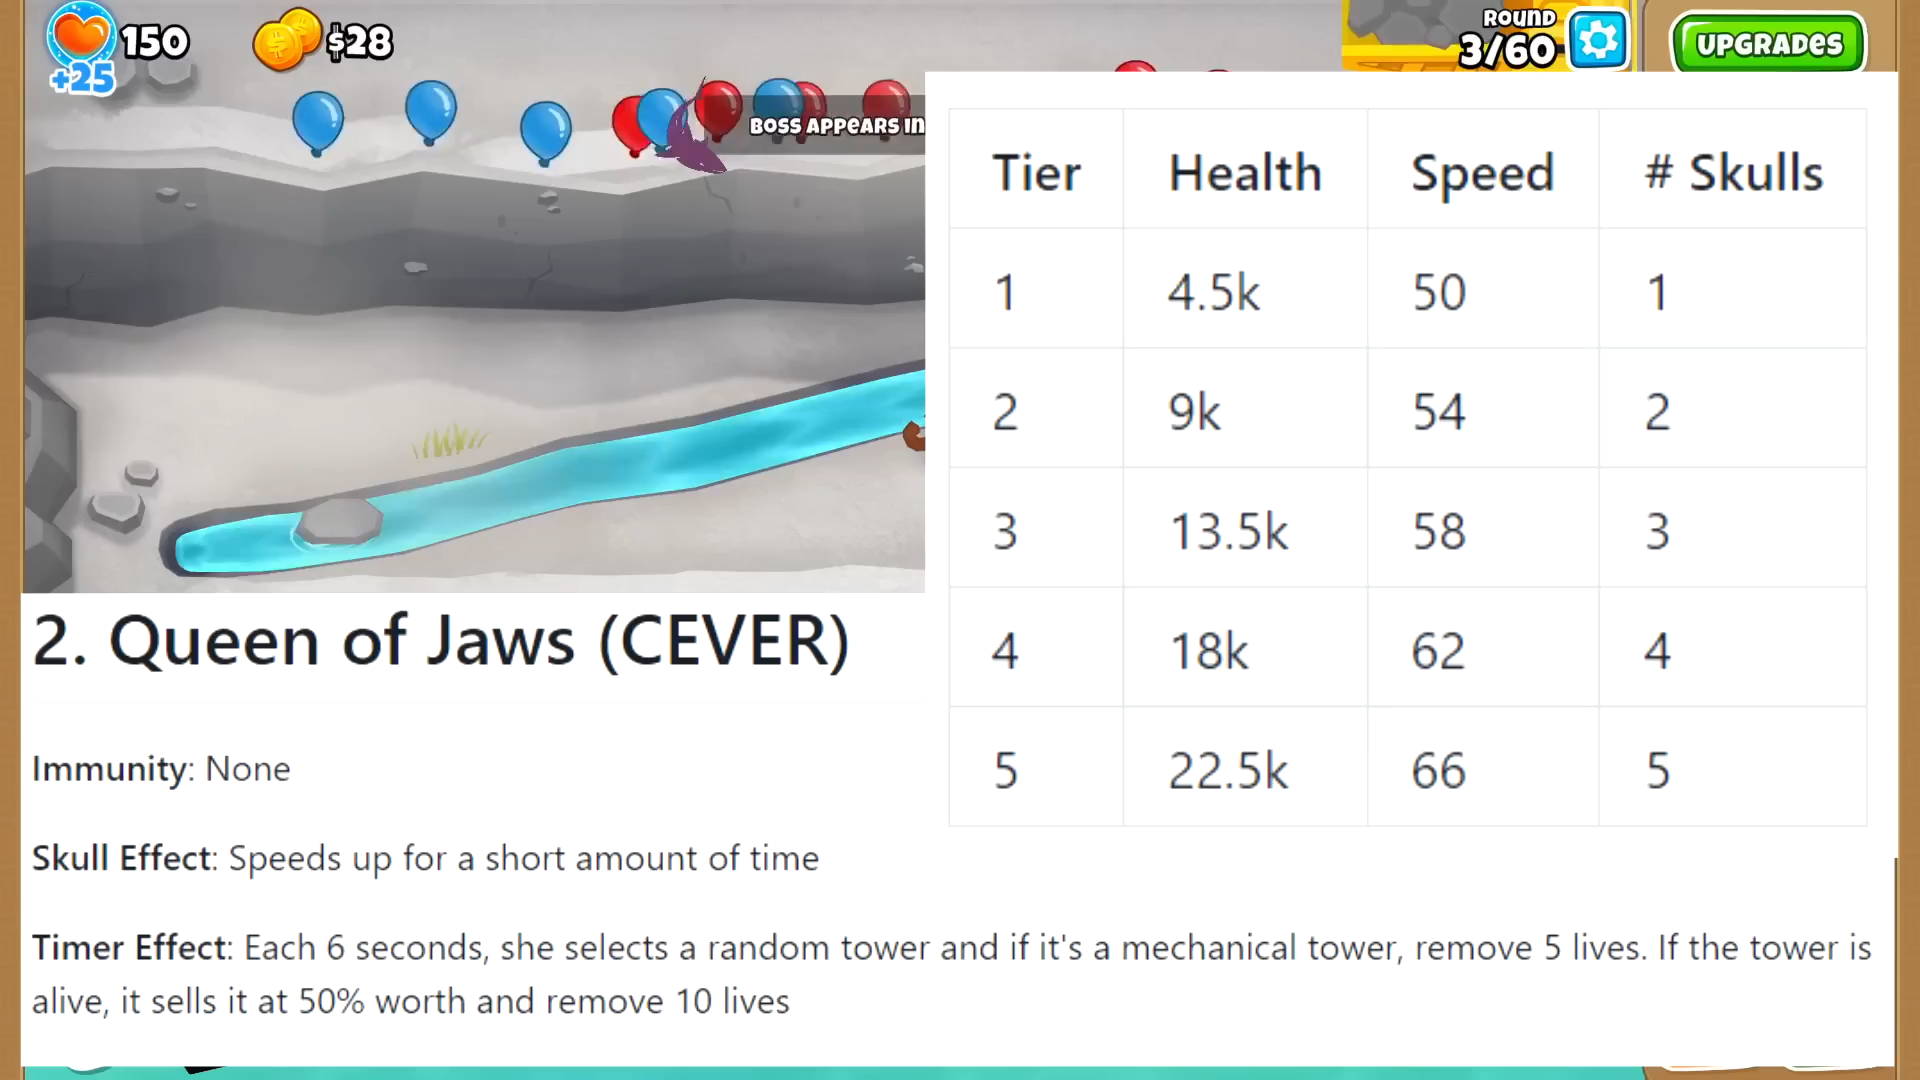 150
+25
$28
ROUND
3/60
UPGRADES
BOSS APPEARS IN
Tier Health Speed # Skulls
1 4.5k 50 1
2 9k 54 2
3 13.5k 58 3
4 18k 62 4
5 22.5k 66 5
2. Queen of Jaws (CEVER)
Immunity: None
Skull Effect: Speeds up for a short amount of time
Timer Effect: Each 6 seconds, she selects a random tower and if it's a mechanical tower, remove 5 lives. If the tower is
alive, it sells it at 50% worth and remove 10 lives